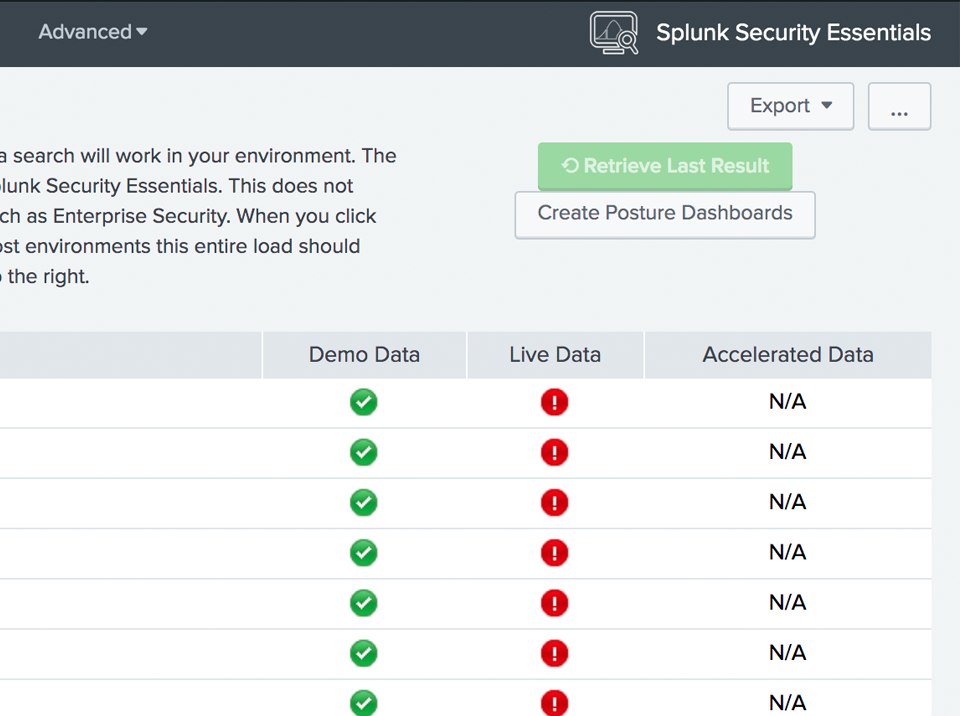 Advanced
Splunk Security Essentials
Export
...
a search will work in your environment. The
plunk Security Essentials. This does not
ch as Enterprise Security. When you click
ost environments this entire load should
the right.
Retrieve Last Result
Create Posture Dashboards
Demo Data Live Data Accelerated Data
N/A
N/A
N/A
N/A
N/A
N/A
N/A